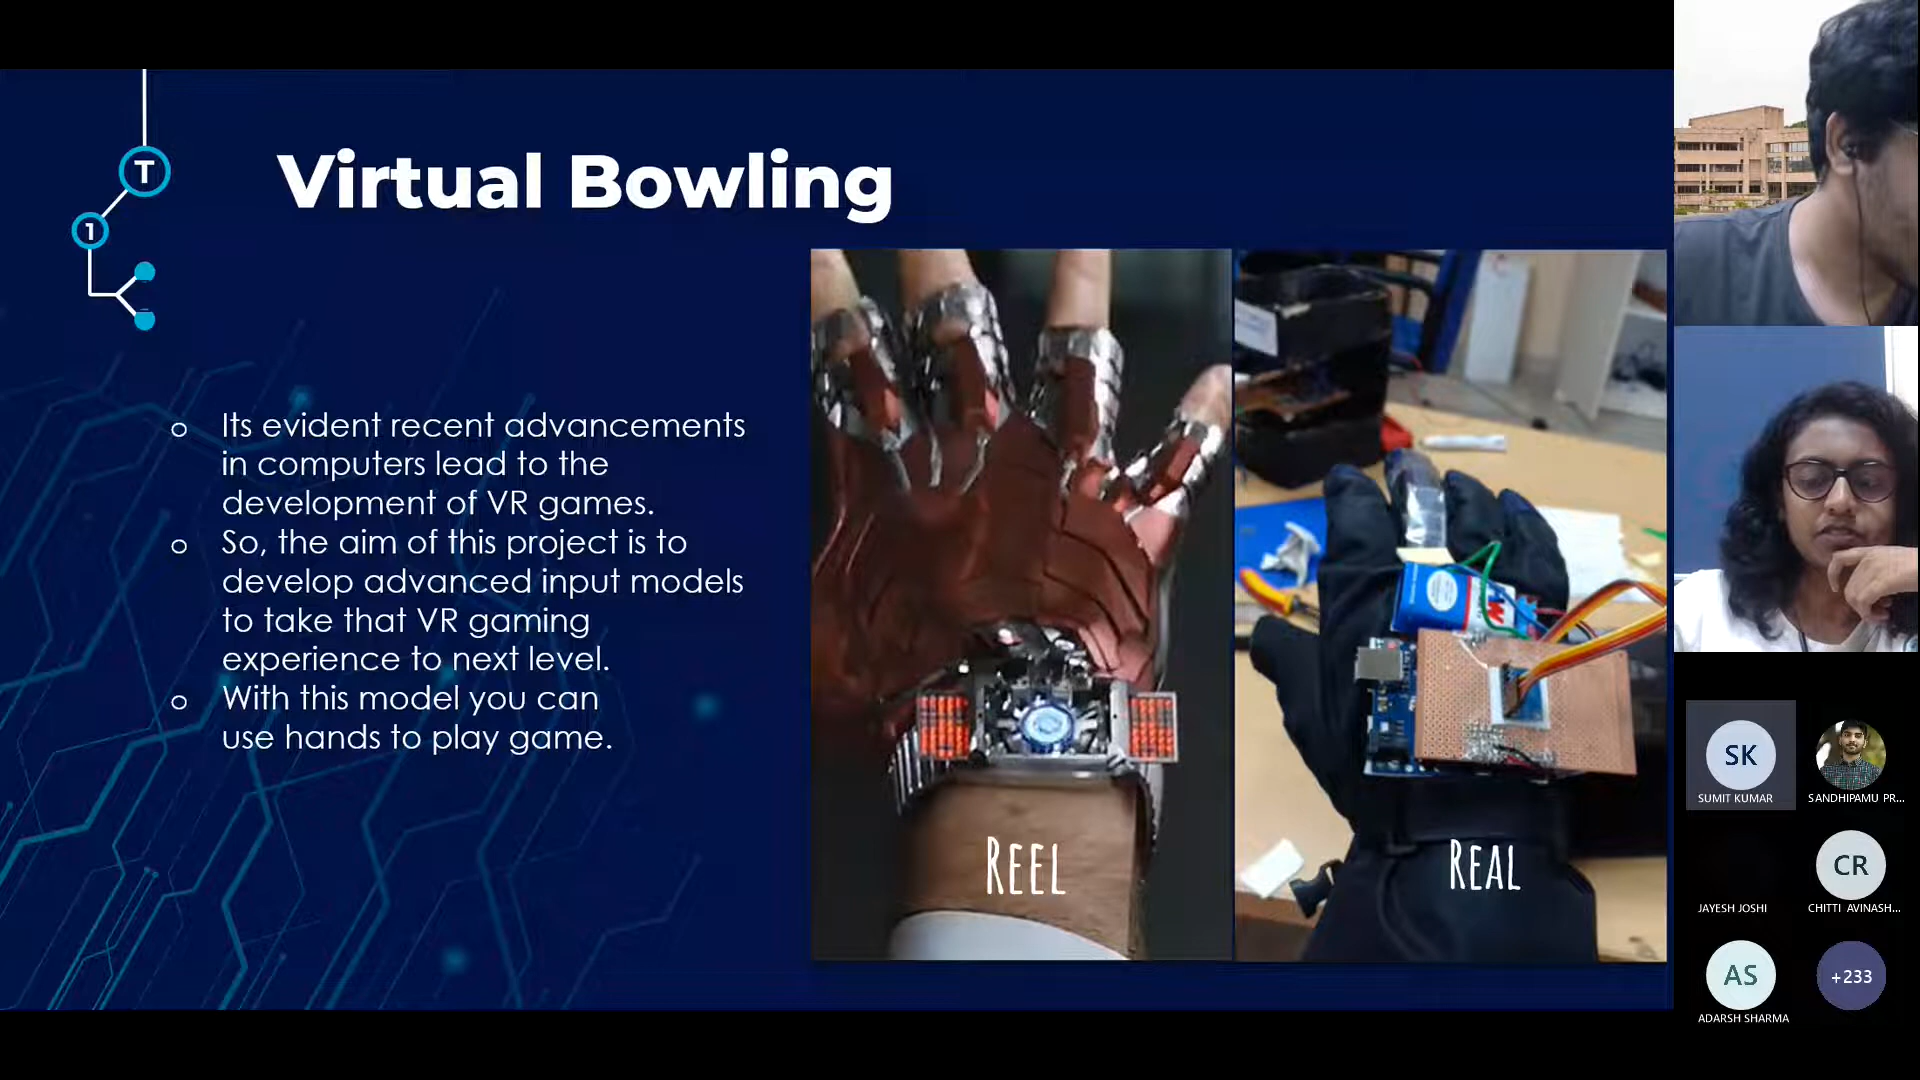 T
1
Virtual Bowling
o Its evident recent advancements
in computers lead to the
development of VR games.
o So, the aim of this project is to
develop advanced input models
to take that VR gaming
experience to next level.
o With this model you can
use hands to play game.
REEL
REAL
SK
SUMIT KUMAR
SANDHIPAMU PR...
JAYESH JOSHI
CR
CHITTI AVINASH...
AS
ADARSH SHARMA
+233